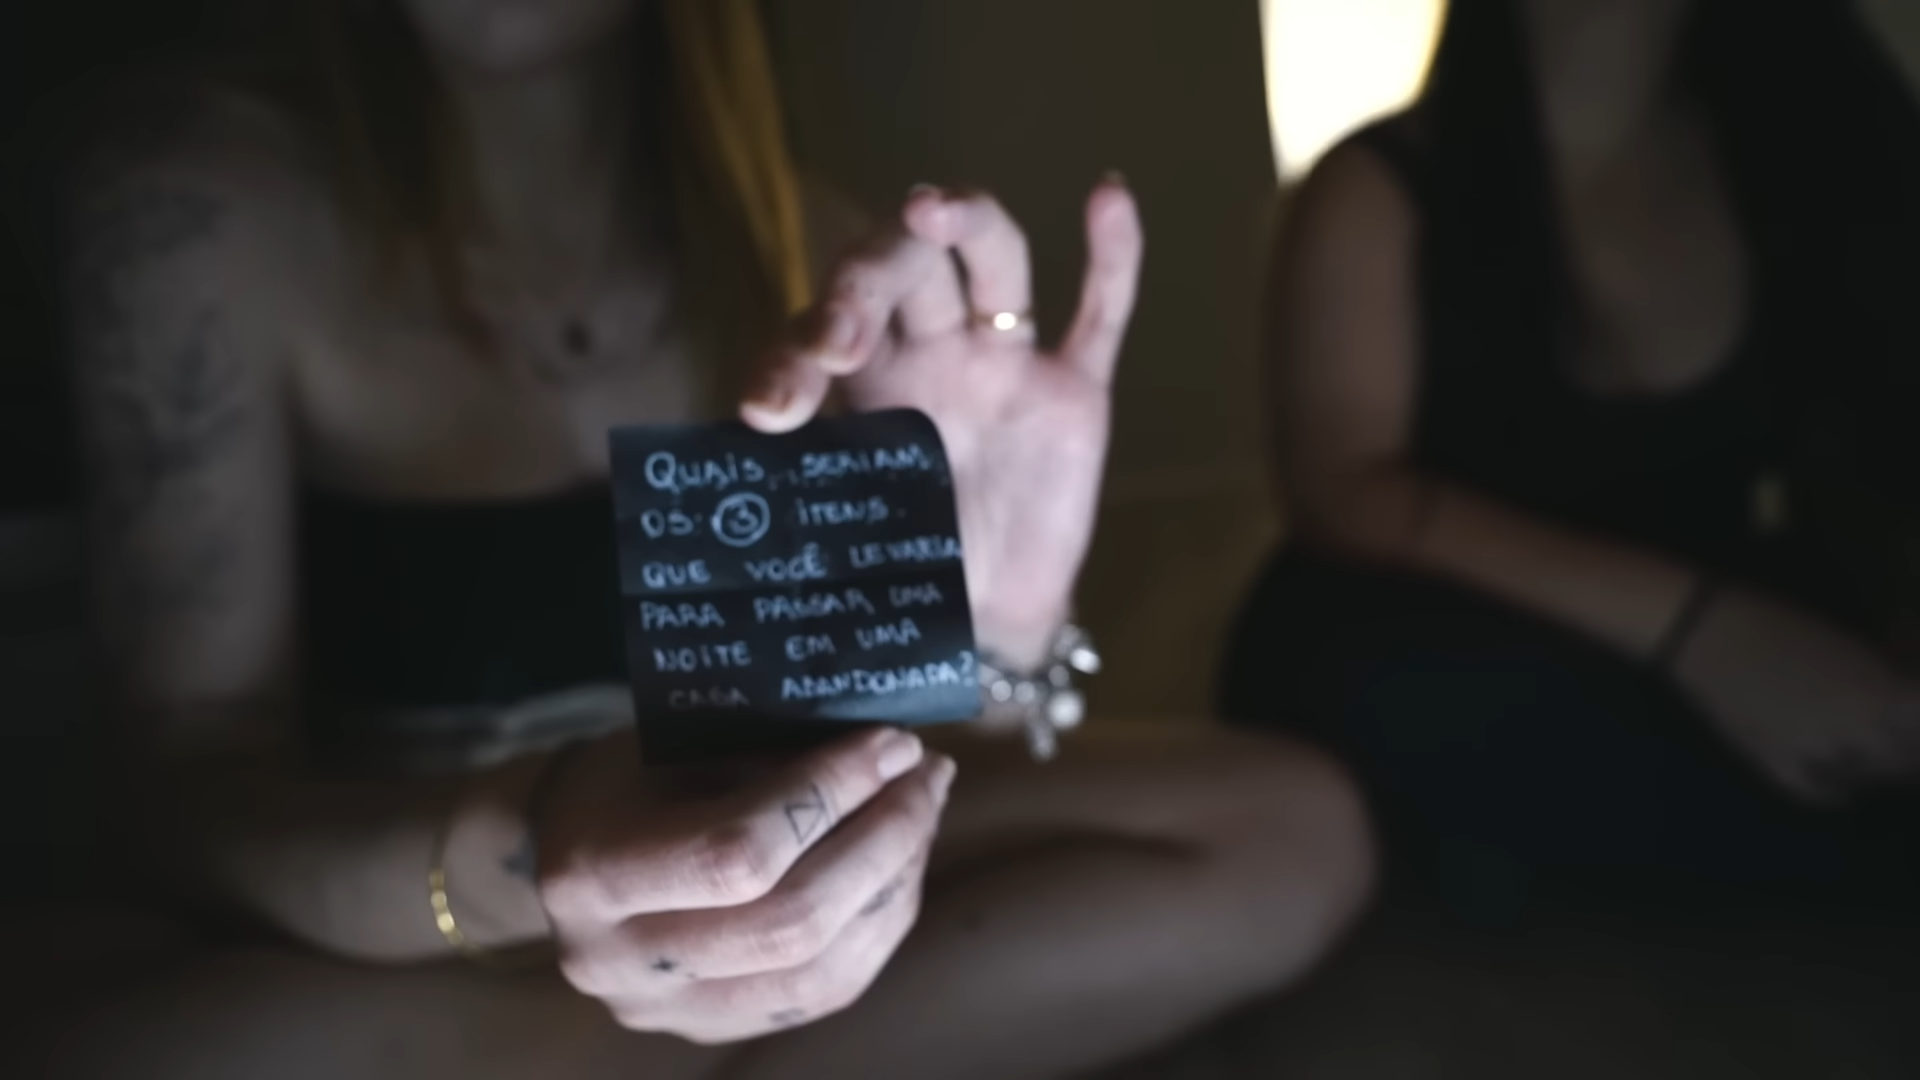 QUAIS SERIAM
OS 3 ITENS
QUE VOCÊ LEVARIA
PARA PASSAR UMA
NOITE EM UMA
CASA ABANDONADA?